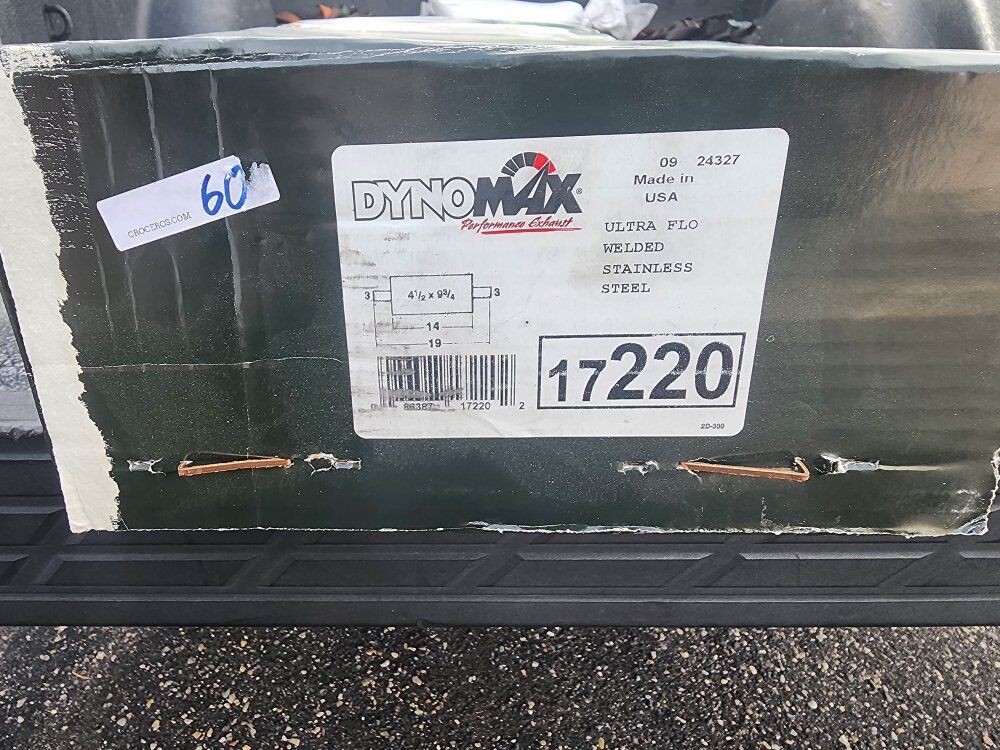 CROCEROS.COM 60
DYNOMAX®
Performance Exhaust
09 24327
Made in
USA
ULTRA FLO
WELDED
STAINLESS
STEEL
3 4 1/2 x 9 3/4 3
14
19
0 86387 17220 2
17220
2D-300